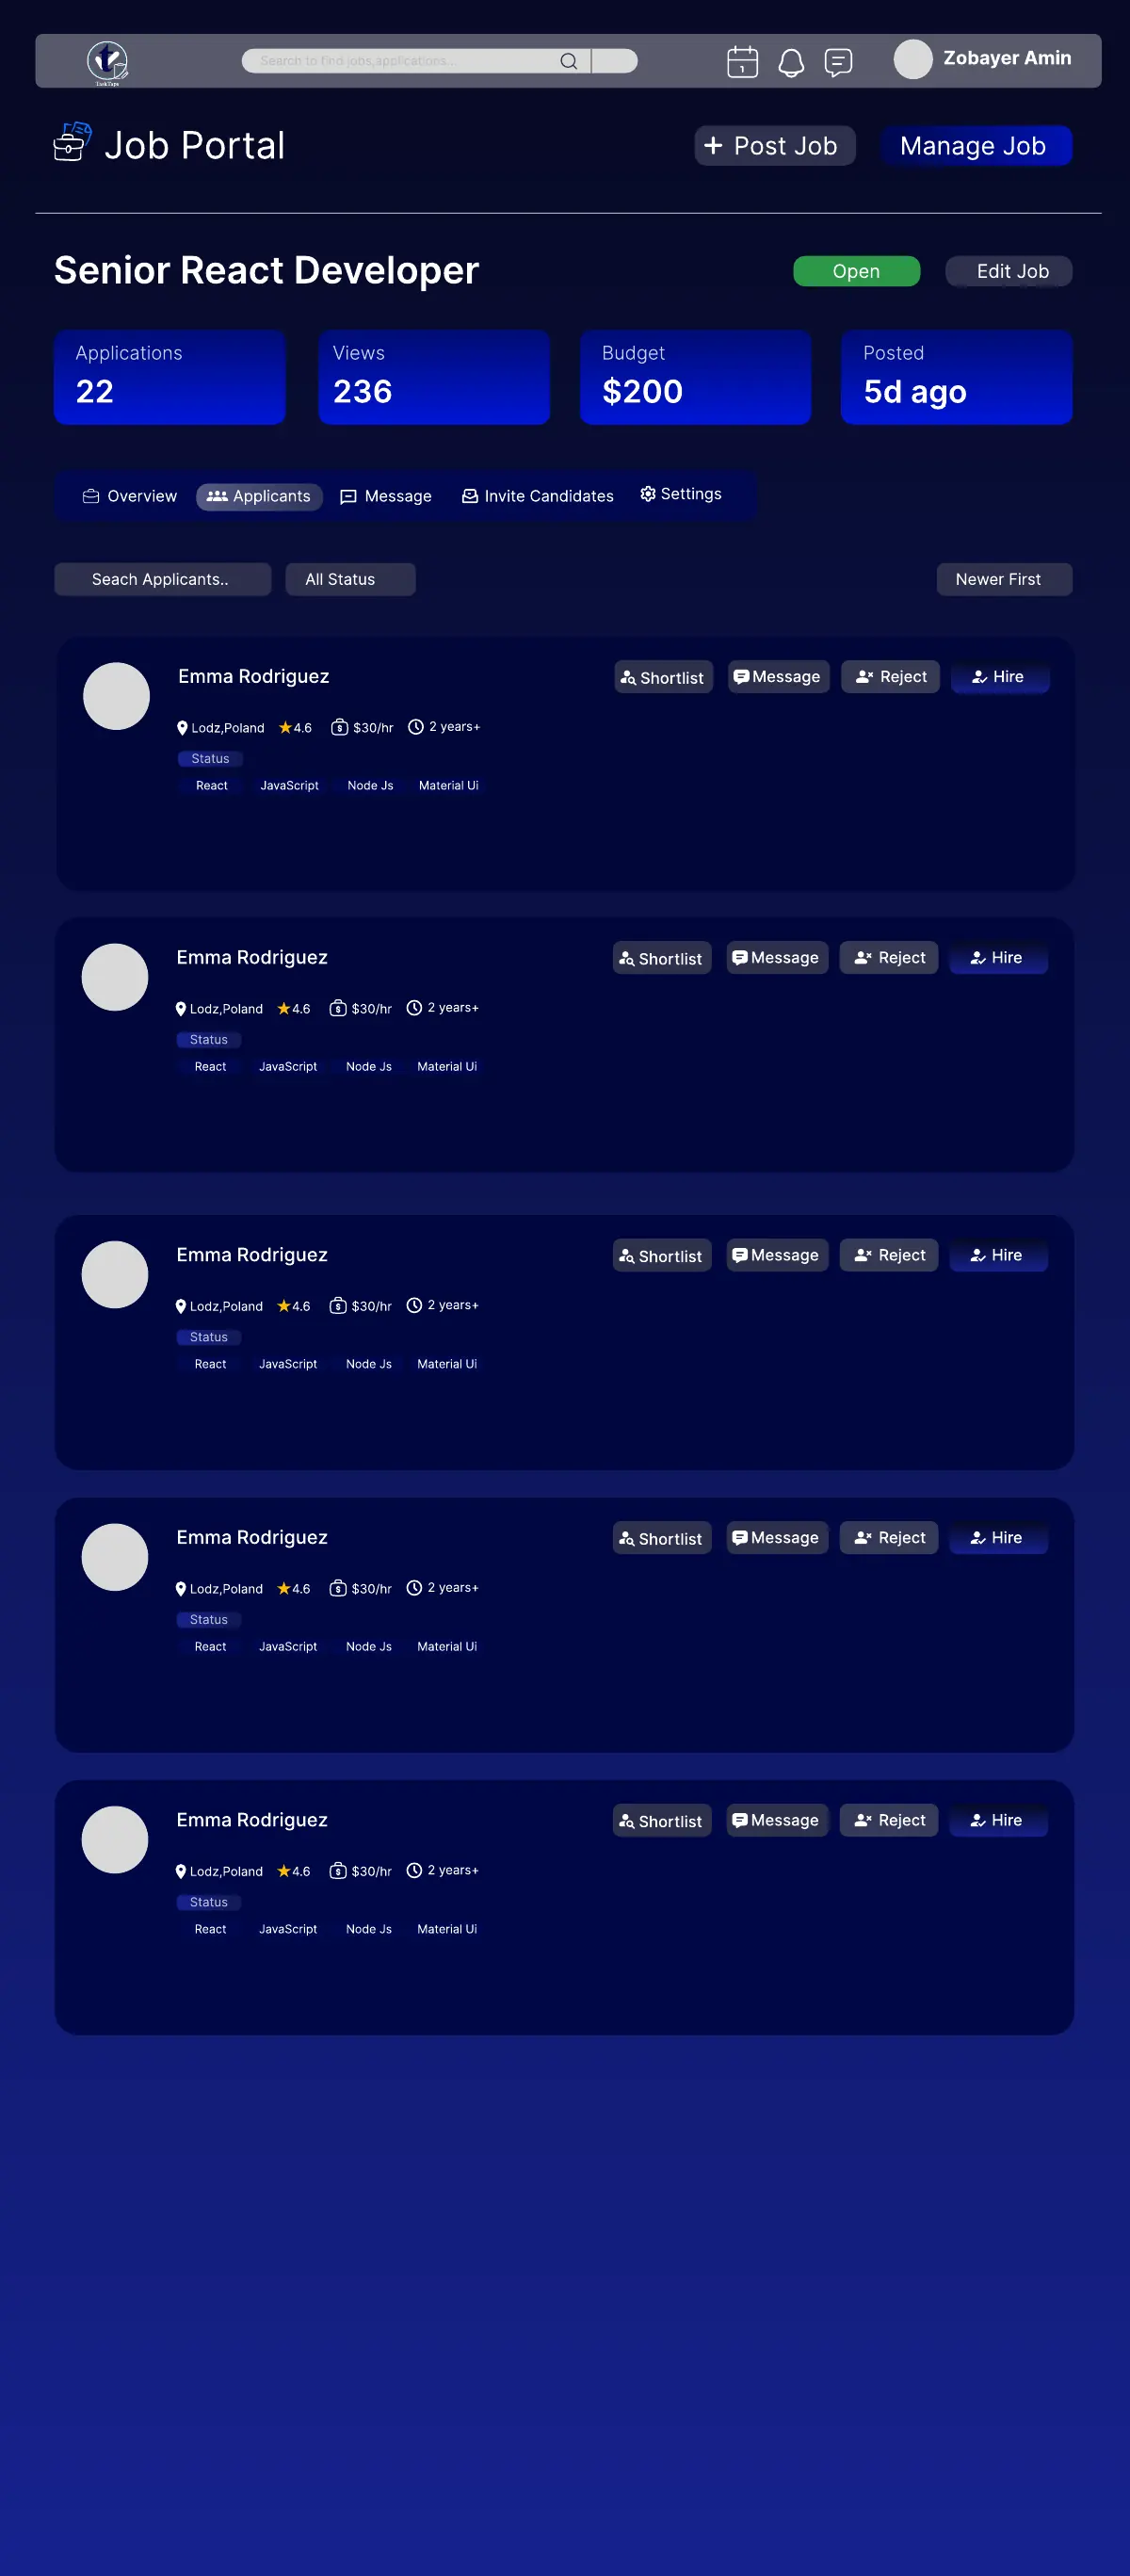 TaskTaps
Search to find jobs,applications...
1
Zobayer Amin
Job Portal
+ Post Job
Manage Job
Senior React Developer
Open
Edit Job
Applications
22
Views
236
Budget
$200
Posted
5d ago
Overview
Applicants
Message
Invite Candidates
Settings
Seach Applicants..
All Status
Newer First
Emma Rodriguez
Shortlist
Message
Reject
Hire
Lodz,Poland
4.6
$30/hr
2 years+
Status
React
JavaScript
Node Js
Material Ui
Emma Rodriguez
Shortlist
Message
Reject
Hire
Lodz,Poland
4.6
$30/hr
2 years+
Status
React
JavaScript
Node Js
Material Ui
Emma Rodriguez
Shortlist
Message
Reject
Hire
Lodz,Poland
4.6
$30/hr
2 years+
Status
React
JavaScript
Node Js
Material Ui
Emma Rodriguez
Shortlist
Message
Reject
Hire
Lodz,Poland
4.6
$30/hr
2 years+
Status
React
JavaScript
Node Js
Material Ui
Emma Rodriguez
Shortlist
Message
Reject
Hire
Lodz,Poland
4.6
$30/hr
2 years+
Status
React
JavaScript
Node Js
Material Ui